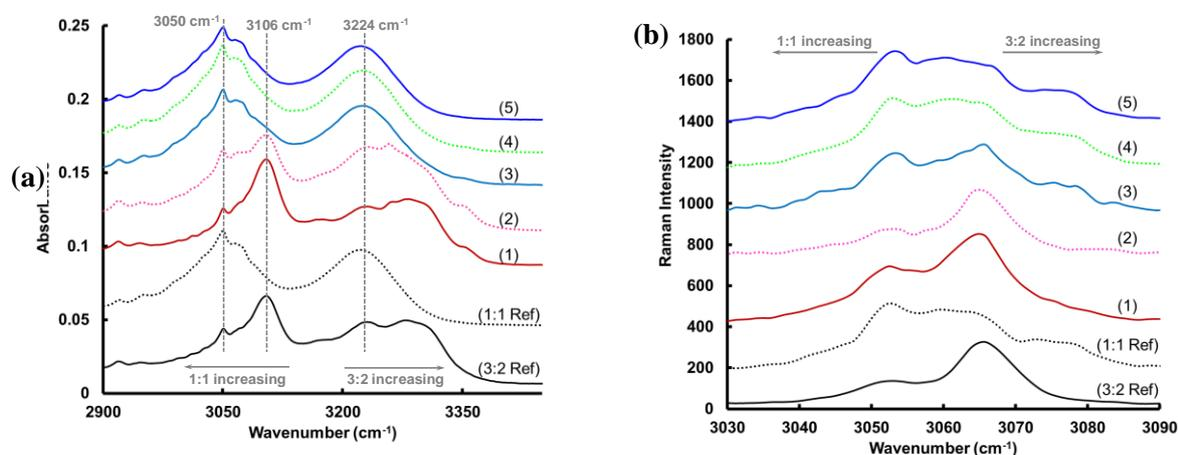 (a)
Absorl
0.25
0.2
0.15
0.1
0.05
0
3050 cm-1
3106 cm-1
3224 cm-1
(5)
(4)
(3)
(2)
(1)
(1:1 Ref)
(3:2 Ref)
1:1 increasing
3:2 increasing
2900
3050
3200
3350
Wavenumber (cm-1)
(b)
Raman Intensity
1800
1600
1400
1200
1000
800
600
400
200
0
1:1 increasing
3:2 increasing
(5)
(4)
(3)
(2)
(1)
(1:1 Ref)
(3:2 Ref)
3030
3040
3050
3060
3070
3080
3090
Wavenumber (cm-1)